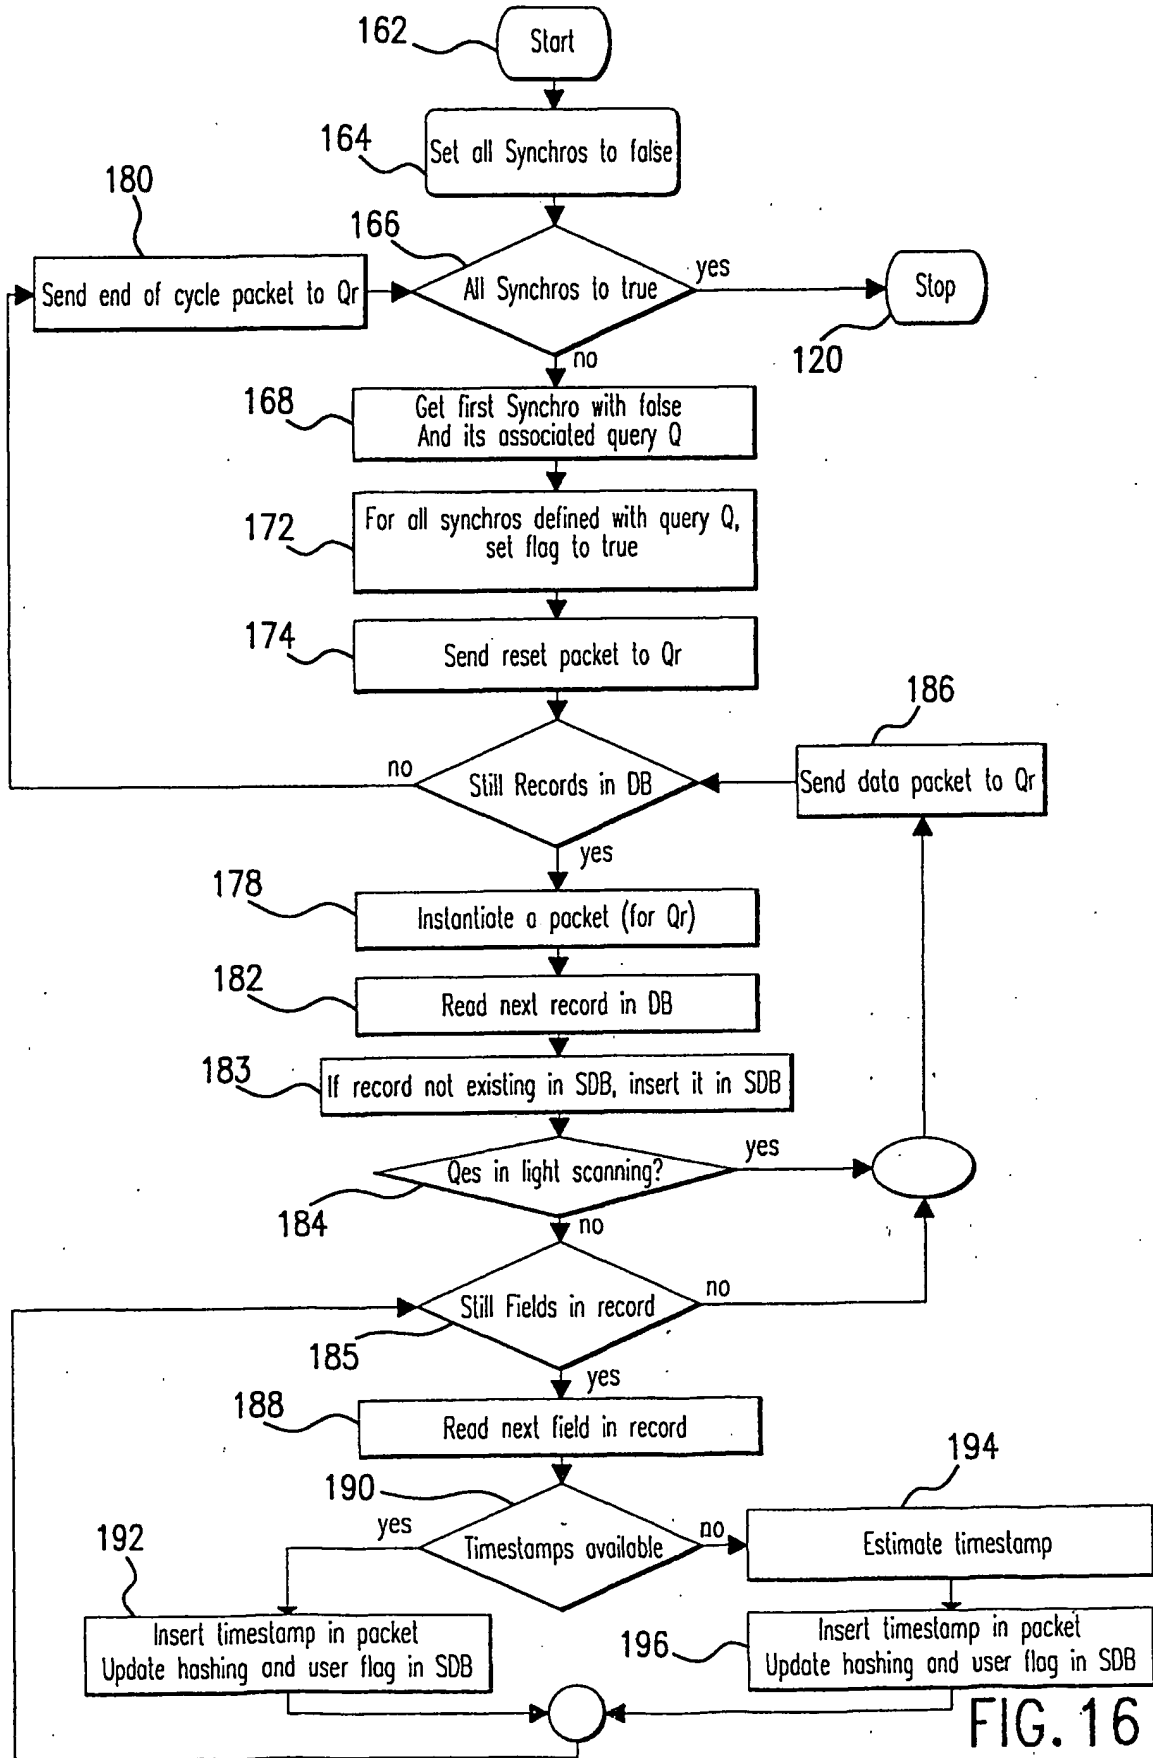 162
Start
164
Set all Synchros to false
180
166
Send end of cycle packet to Qr
All Synchros to true
yes
Stop
120
no
168
Get first Synchro with false
And its associated query Q
172
For all synchros defined with query Q,
set flag to true
174
Send reset packet to Qr
186
no
Still Records in DB
Send data packet to Qr
yes
178
Instantiate a packet (for Qr)
182
Read next record in DB
183
If record not existing in SDB, insert it in SDB
Qes in light scanning?
yes
184
no
Still Fields in record
no
185
yes
188
Read next field in record
190
194
yes
Timestamps available
no
Estimate timestamp
192
Insert timestamp in packet
Update hashing and user flag in SDB
196
Insert timestamp in packet
Update hashing and user flag in SDB
FIG. 16